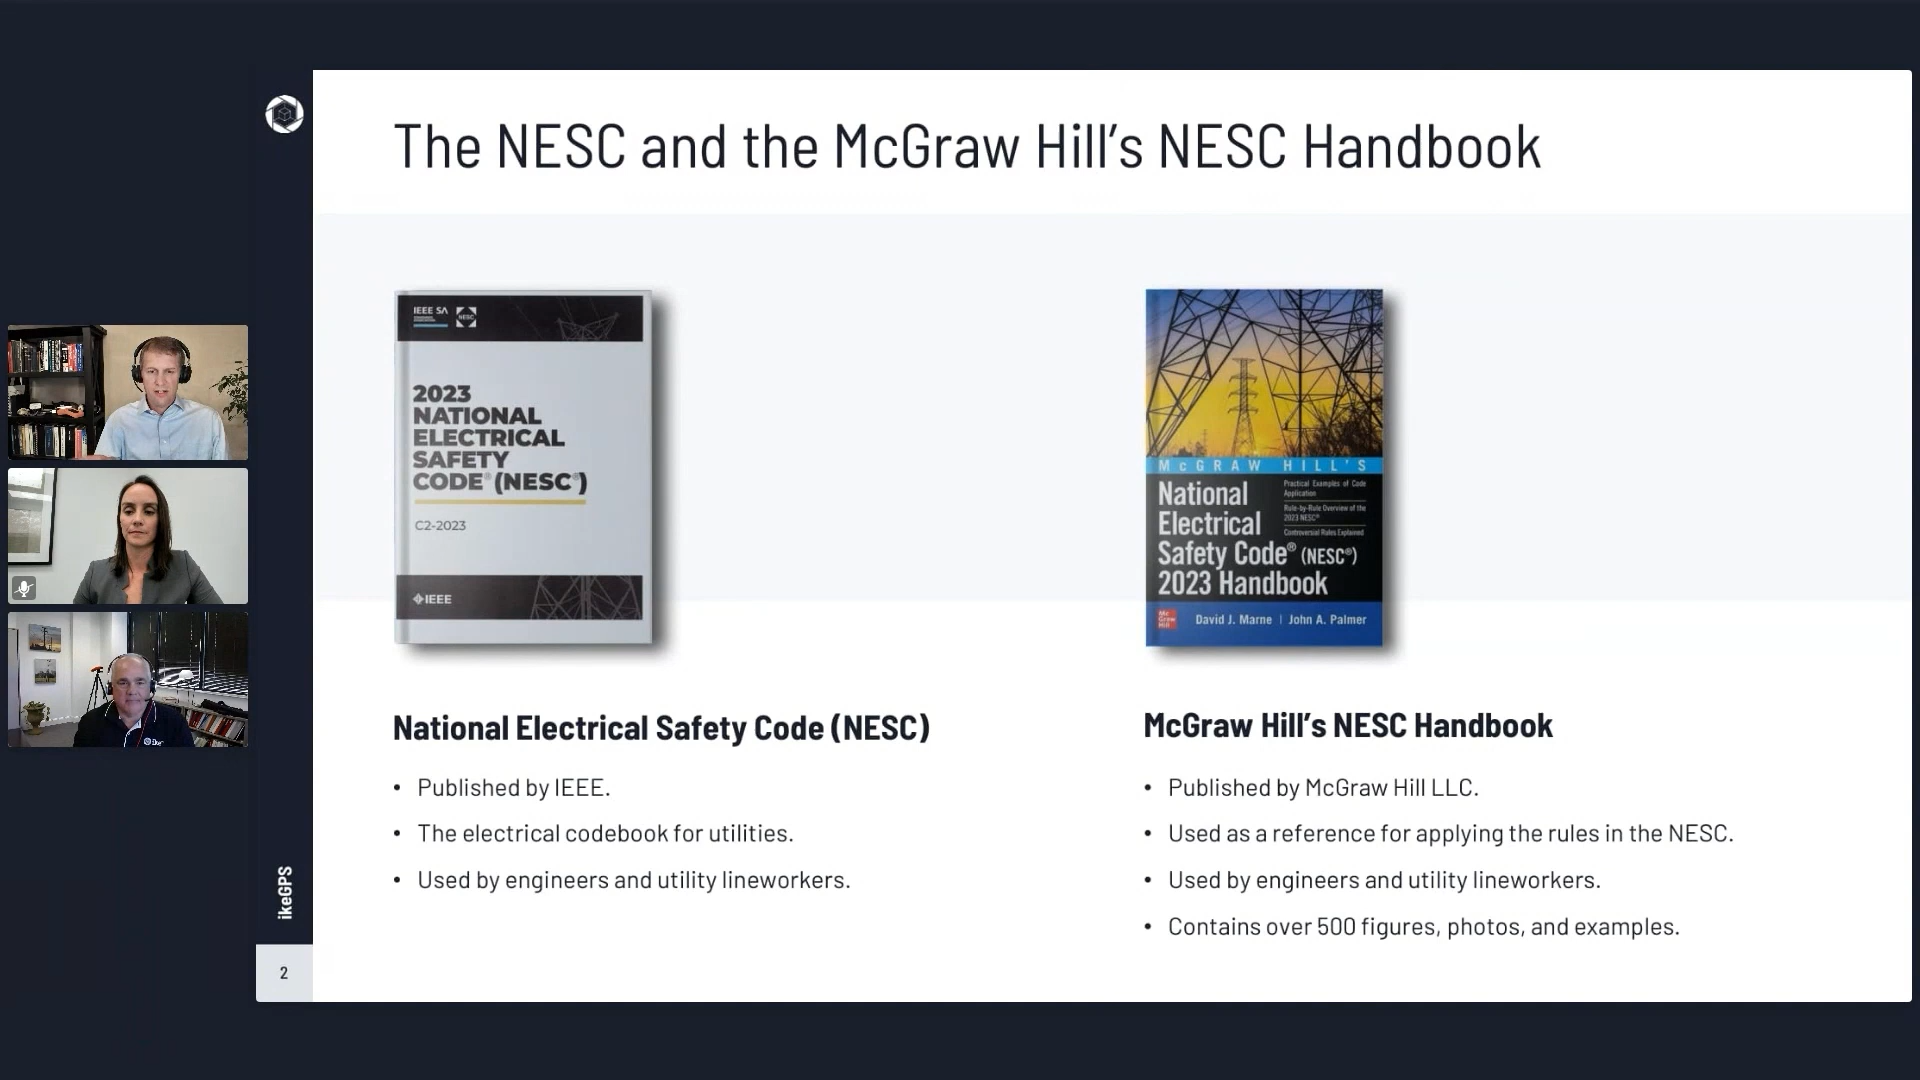 The NESC and the McGraw Hill’s NESC Handbook
IEEE SA
NESC
2023
NATIONAL
ELECTRICAL
SAFETY
CODE® (NESC®)
C2-2023
IEEE
McGRAW HILL'S
National
Electrical
Safety Code® (NESC®)
2023 Handbook
Practical Examples of Code
Application
Rule-by-Rule Overview of the
2023 NESC®
Controversial Rules Explained
Mc
Graw
Hill
David J. Marne | John A. Palmer
National Electrical Safety Code (NESC)
• Published by IEEE.
• The electrical codebook for utilities.
• Used by engineers and utility lineworkers.
McGraw Hill’s NESC Handbook
• Published by McGraw Hill LLC.
• Used as a reference for applying the rules in the NESC.
• Used by engineers and utility lineworkers.
• Contains over 500 figures, photos, and examples.
ikeGPS
2